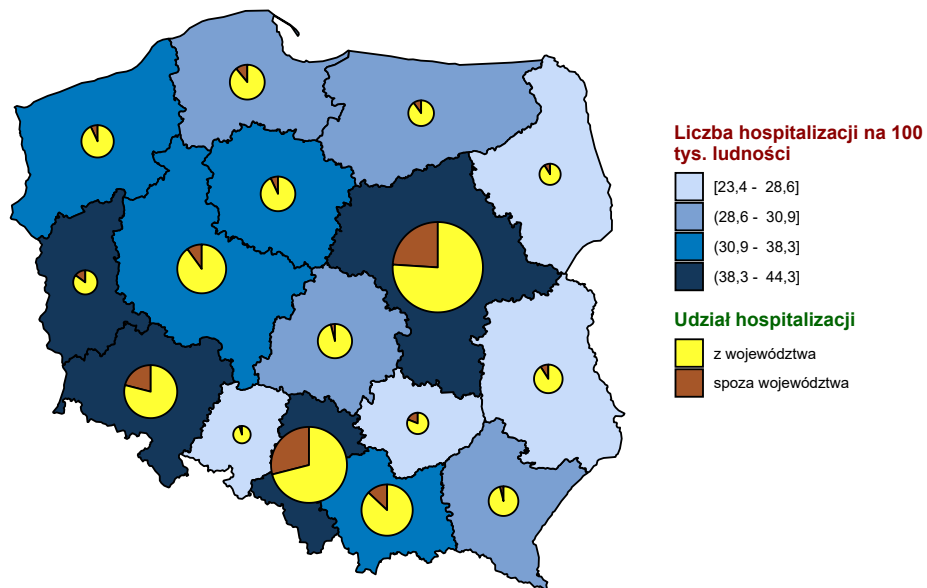 Liczba hospitalizacji na 100
tys. ludności
[23,4 - 28,6]
(28,6 - 30,9]
(30,9 - 38,3]
(38,3 - 44,3]
Udział hospitalizacji
z województwa
spoza województwa